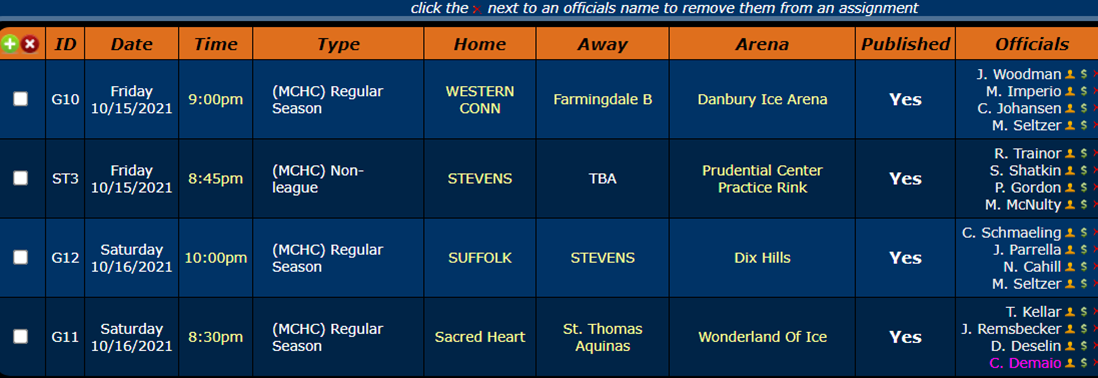 click the × next to an officials name to remove them from an assignment
ID Date Time Type Home Away Arena Published Officials
G10 Friday 10/15/2021 9:00pm (MCHC) Regular Season WESTERN CONN Farmingdale B Danbury Ice Arena Yes
J. Woodman $
M. Imperio $
C. Johansen $
M. Seltzer $
ST3 Friday 10/15/2021 8:45pm (MCHC) Non-league STEVENS TBA Prudential Center Practice Rink Yes
R. Trainor $
S. Shatkin $
P. Gordon $
M. McNulty $
G12 Saturday 10/16/2021 10:00pm (MCHC) Regular Season SUFFOLK STEVENS Dix Hills Yes
C. Schmaeling $
J. Parrella $
N. Cahill $
M. Seltzer $
G11 Saturday 10/16/2021 8:30pm (MCHC) Regular Season Sacred Heart St. Thomas Aquinas Wonderland Of Ice Yes
T. Kellar $
J. Remsbecker $
D. Deselin $
C. Demaio $